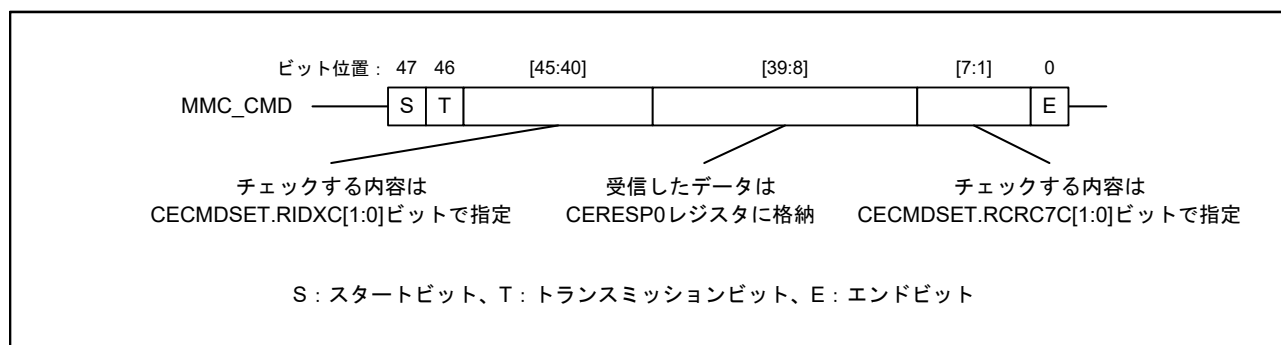 ビット位置： 47 46 [45:40] [39:8] [7:1] 0
MMC_CMD S T E
チェックする内容は 受信したデータは チェックする内容は
CECMDSET.RIDXC[1:0]ビットで指定 CERESP0レジスタに格納 CECMDSET.RCRC7C[1:0]ビットで指定
S：スタートビット、T：トランスミッションビット、E：エンドビット